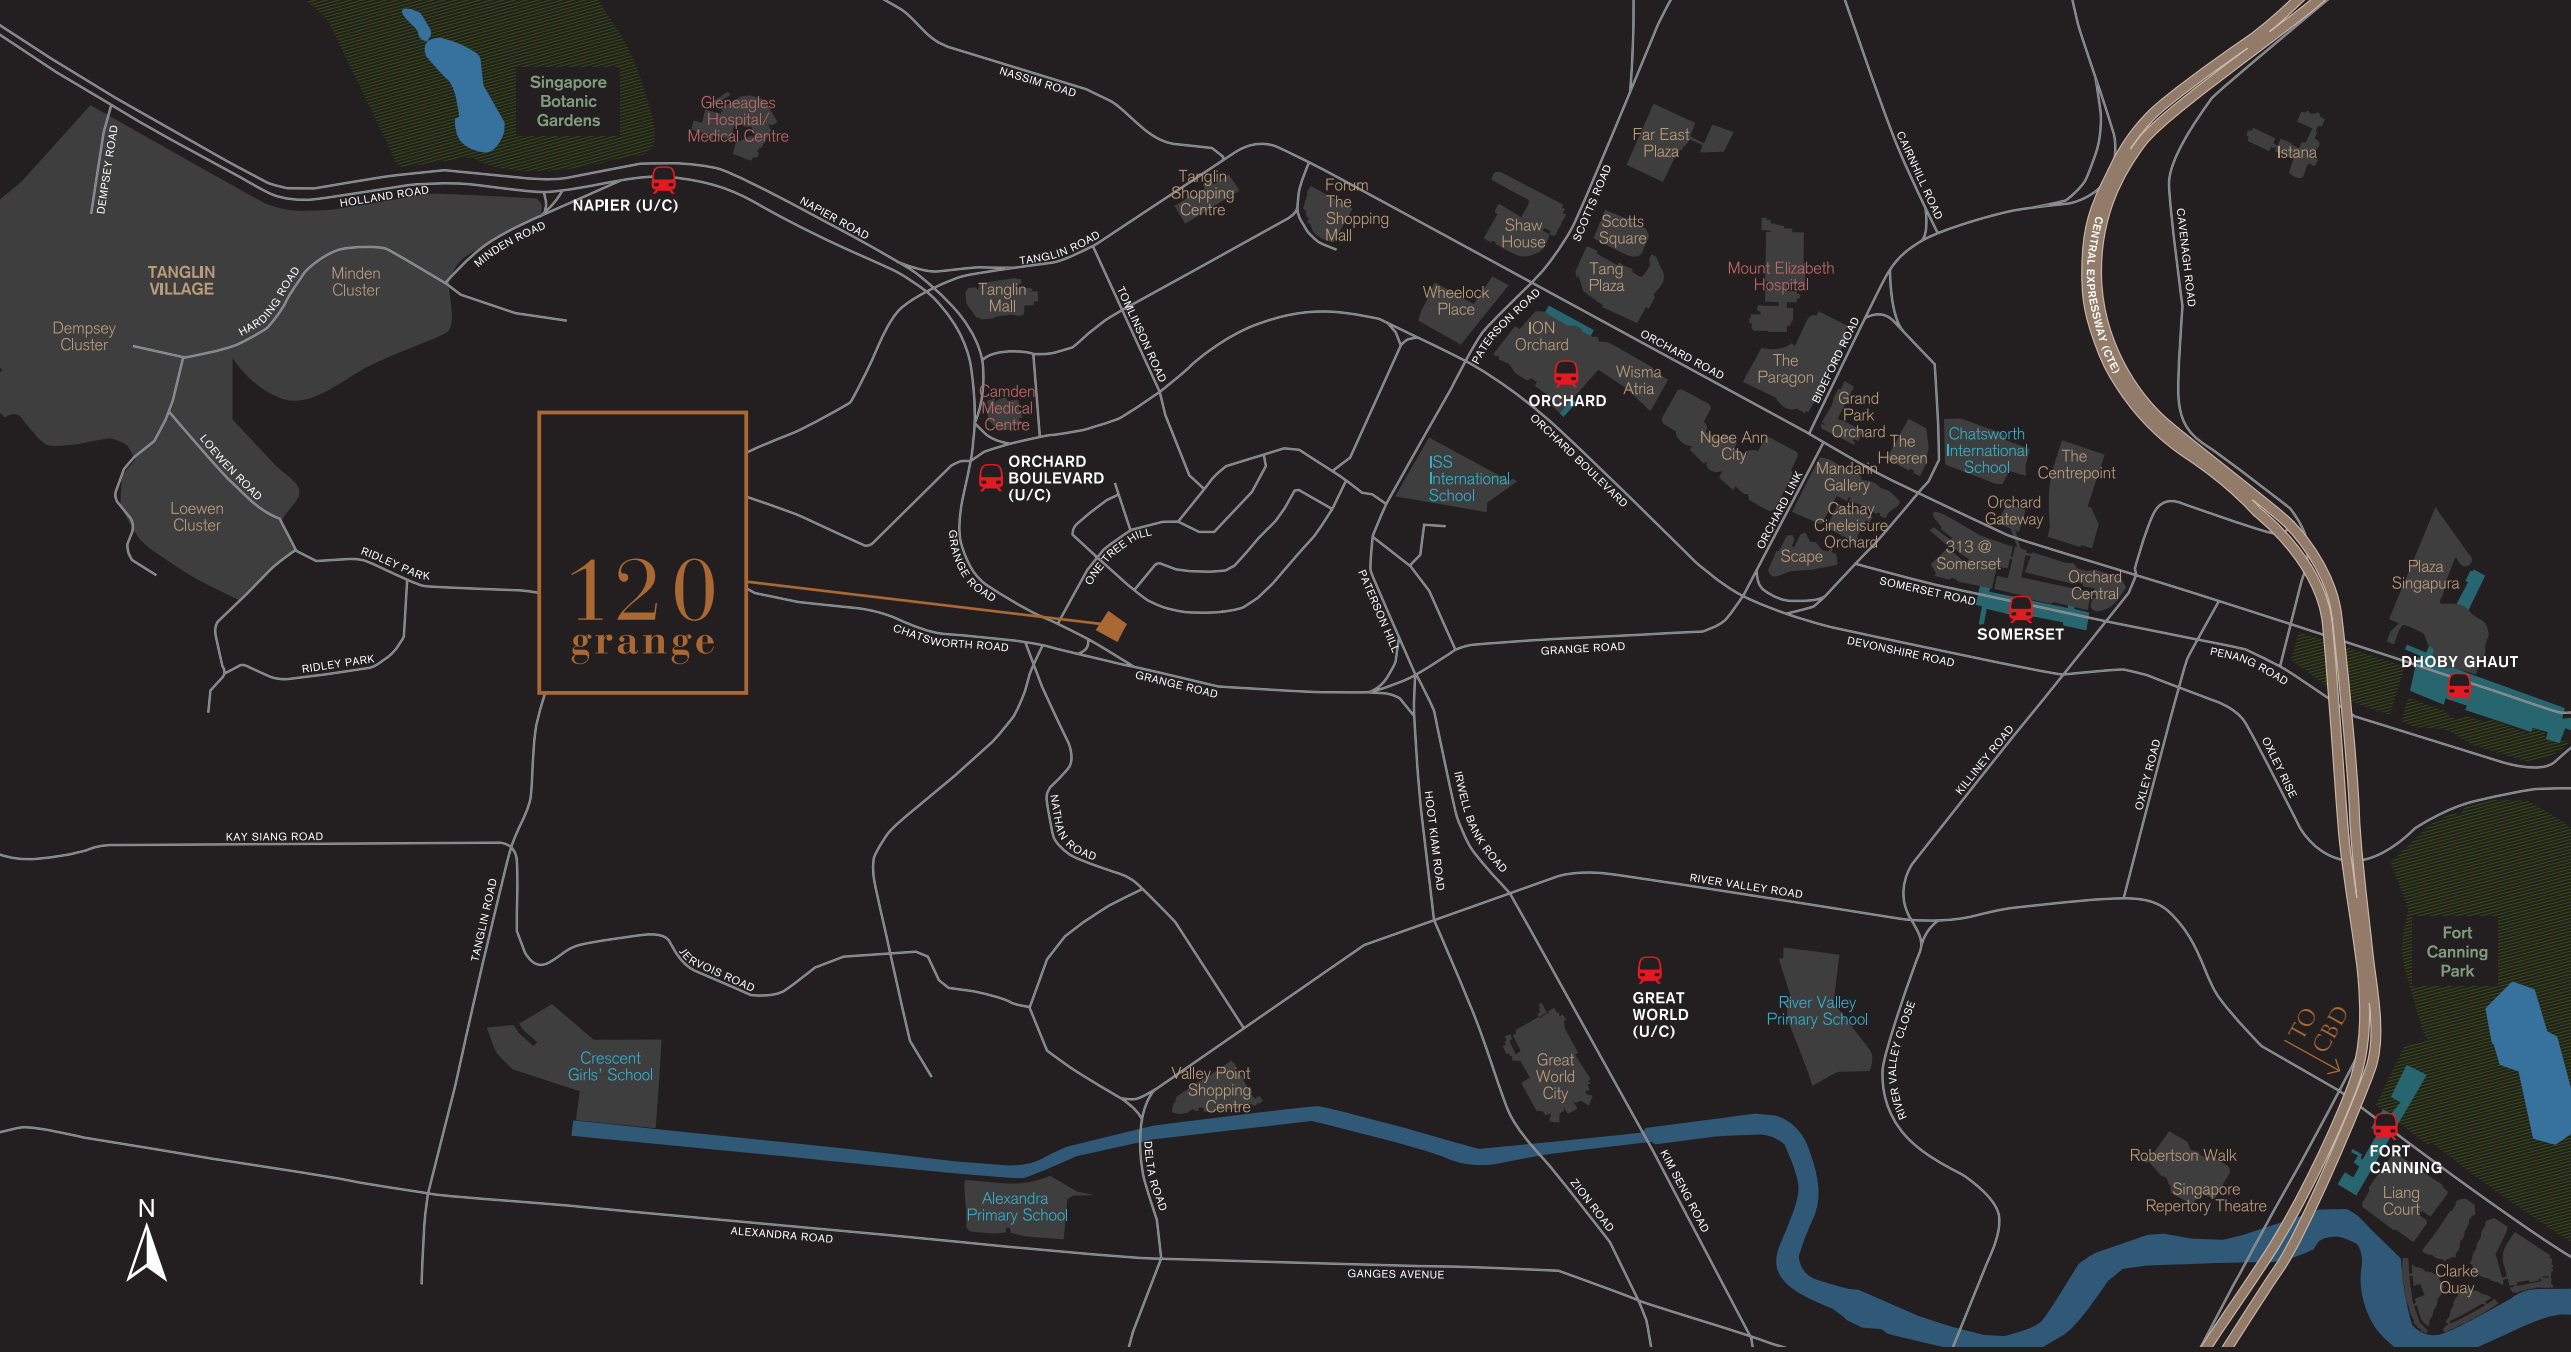 NASSIM ROAD
Singapore
Botanic
Gardens
Gleneagles
Hospital/
Medical Centre
DEMPSEY ROAD
HOLLAND ROAD
NAPIER (U/C)
NAPIER ROAD
MINDEN ROAD
TANGLIN
VILLAGE
Minden
Cluster
HARDING ROAD
Dempsey
Cluster
LOEWEN ROAD
Loewen
Cluster
RIDLEY PARK
RIDLEY PARK
Tanglin
Shopping
Centre
Forum
The
Shopping
Mall
TANGLIN ROAD
Tanglin
Mall
TOMLINSON ROAD
Camden
Medical
Centre
ORCHARD
BOULEVARD
(U/C)
GRANGE ROAD
ONE TREE HILL
120
grange
CHATSWORTH ROAD
GRANGE ROAD
Far East
Plaza
SCOTTS ROAD
Shaw
House
Scotts
Square
Tang
Plaza
Wheelock
Place
PATERSON ROAD
ION
Orchard
ORCHARD
Wisma
Atria
ORCHARD ROAD
Mount Elizabeth
Hospital
CAIRNHILL ROAD
The
Paragon
BIDEFORD ROAD
Grand
Park
Orchard
The
Heeren
Ngee Ann
City
ORCHARD BOULEVARD
ISS
International
School
Mandarin
Gallery
Cathay
Cineleisure
Orchard
Scape
ORCHARD LINK
Chatsworth
International
School
The
Centrepoint
Orchard
Gateway
313 @
Somerset
Orchard
Central
SOMERSET ROAD
SOMERSET
CENTRAL EXPRESSWAY (CTE)
CAVENAGH ROAD
Istana
Plaza
Singapura
DHOBY GHAUT
PENANG ROAD
PATERSON HILL
GRANGE ROAD
DEVONSHIRE ROAD
KILLINEY ROAD
OXLEY ROAD
OXLEY RISE
KAY SIANG ROAD
TANGLIN ROAD
NATHAN ROAD
JERVOIS ROAD
HOOT KIAM ROAD
IRWELL BANK ROAD
RIVER VALLEY ROAD
Fort
Canning
Park
GREAT
WORLD
(U/C)
River Valley
Primary School
RIVER VALLEY CLOSE
TO
CBD
Crescent
Girls' School
Valley Point
Shopping
Centre
Great
World
City
DELTA ROAD
Alexandra
Primary School
ZION ROAD
KIM SENG ROAD
Robertson Walk
Singapore
Repertory Theatre
FORT
CANNING
Liang
Court
Clarke
Quay
N
ALEXANDRA ROAD
GANGES AVENUE